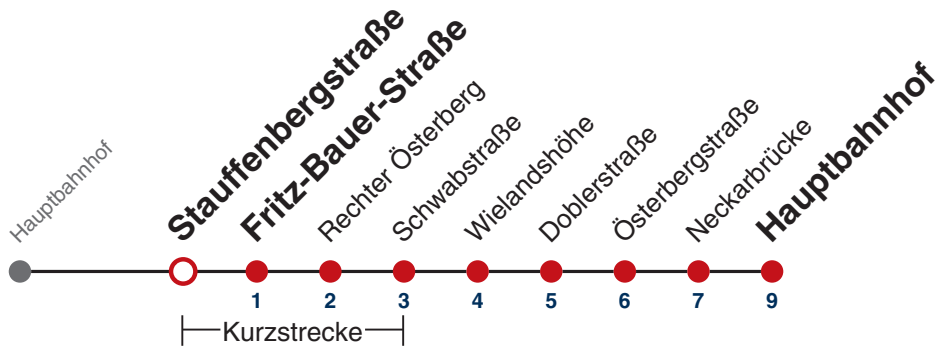 Hauptbahnhof
Stauffenbergstraße
Fritz-Bauer-Straße
Rechter Österberg
Schwabstraße
Wielandshöhe
Doblerstraße
Österbergstraße
Neckarbrücke
Hauptbahnhof
1 2 3 4 5 6 7 9
Kurzstrecke